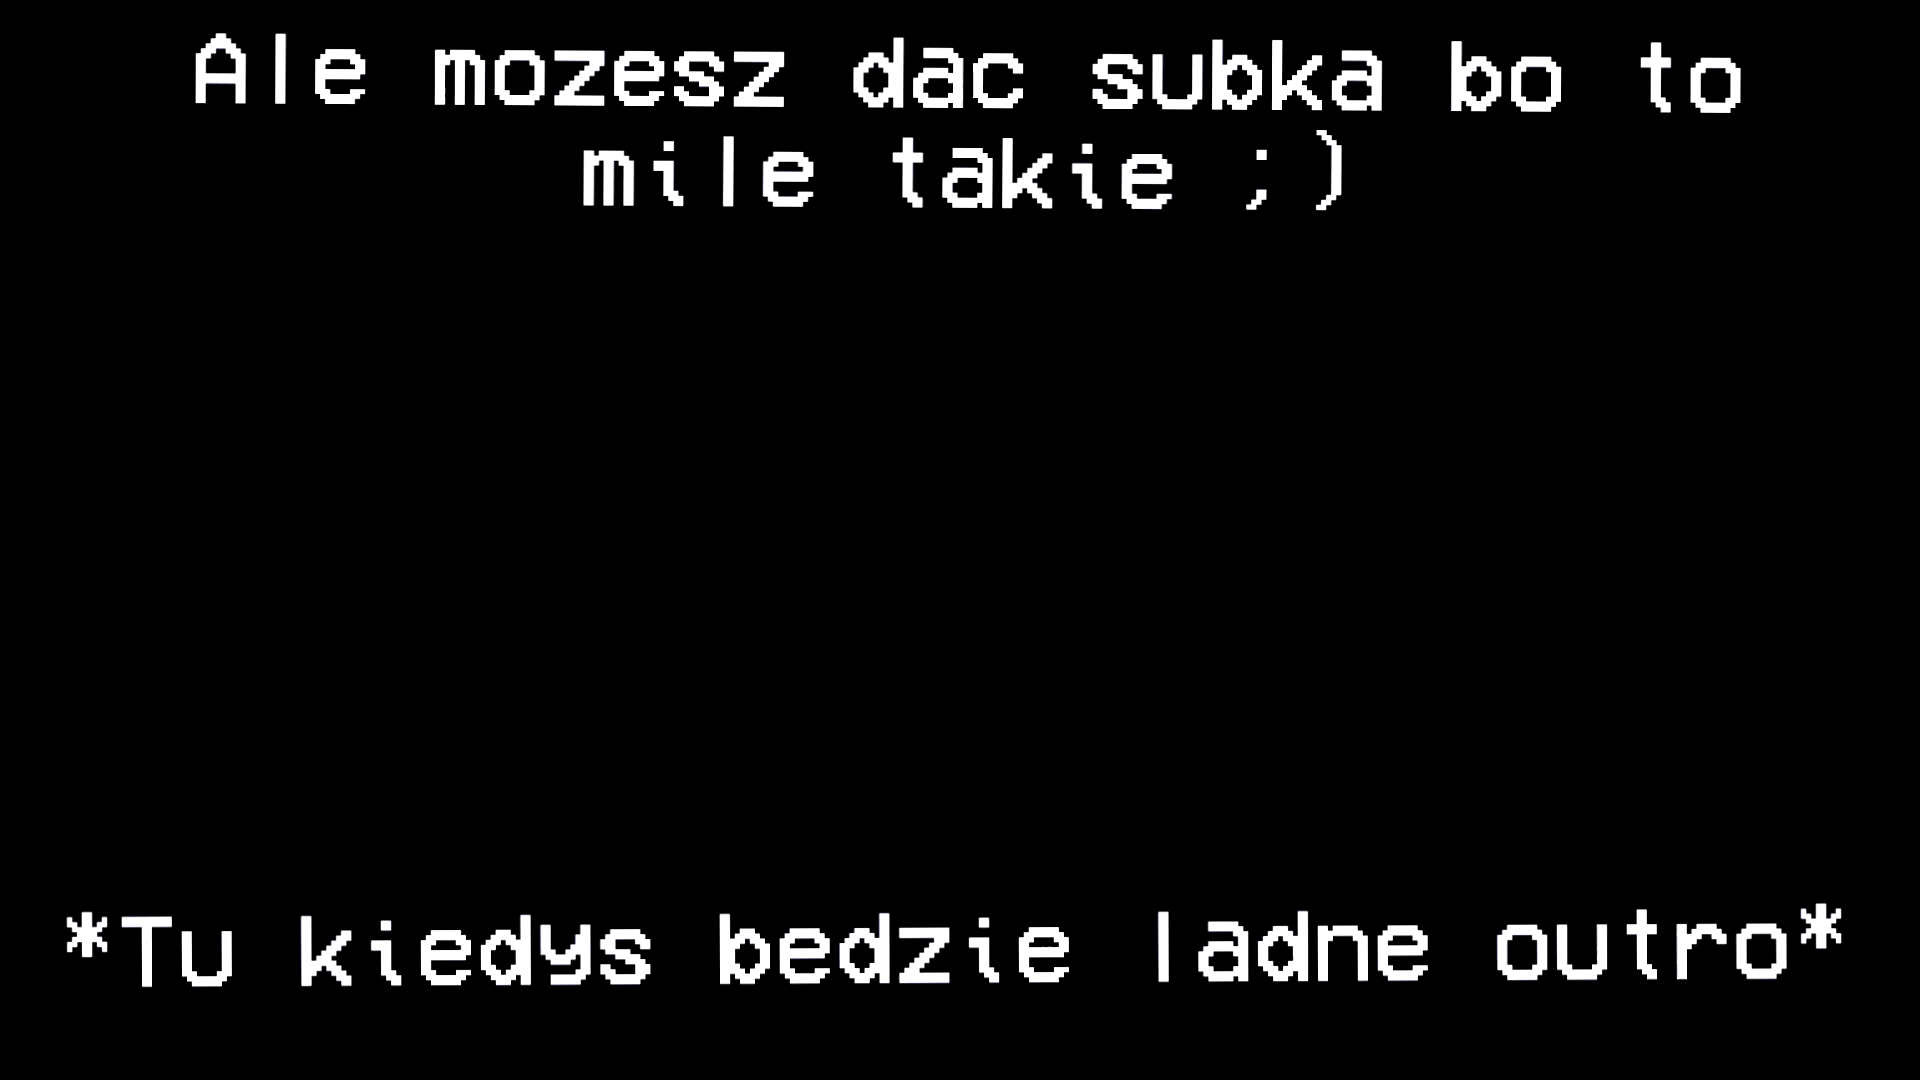 Ale mozesz dac subka bo to
mile takie ;)
*Tu kiedys bedzie ladne outro*